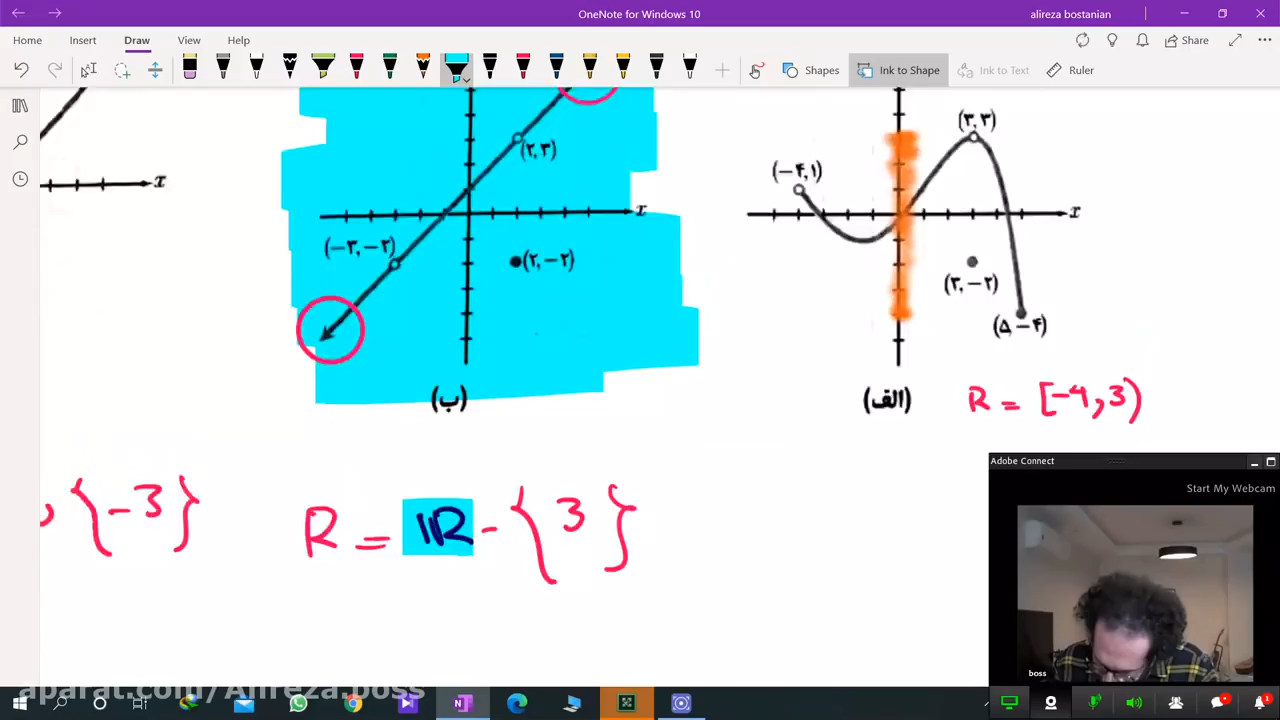 OneNote for Windows 10
alireza bostanian
Home Insert Draw View Help
Share
Shapes
Ink to Shape
Ink to Text
Ruler
(۳,۳)
(۲,۳)
(-۴,۱)
x
x
x
(-۳,-۲)
(۲,-۲)
(۳,-۲)
(۵,-۴)
(ب)
(الف)
R = [-4,3)
{-3}
R = ℝ - {3}
Adobe Connect
Start My Webcam
boss
aparat.com/Alireza.boss